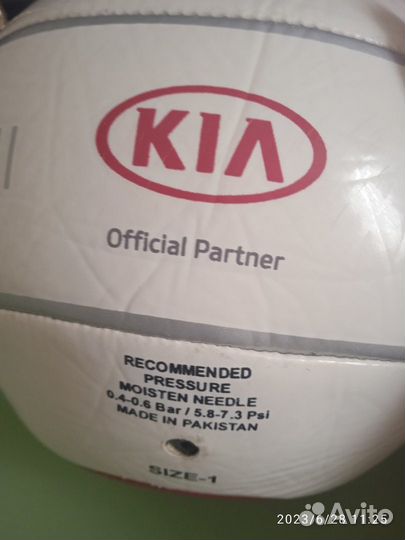 KIA
Official Partner
RECOMMENDED
PRESSURE
MOISTEN NEEDLE
0.4-0.6 Bar / 5.8-7.3 Psi
MADE IN PAKISTAN
SIZE-1
2023/6/28 11:25
Avito